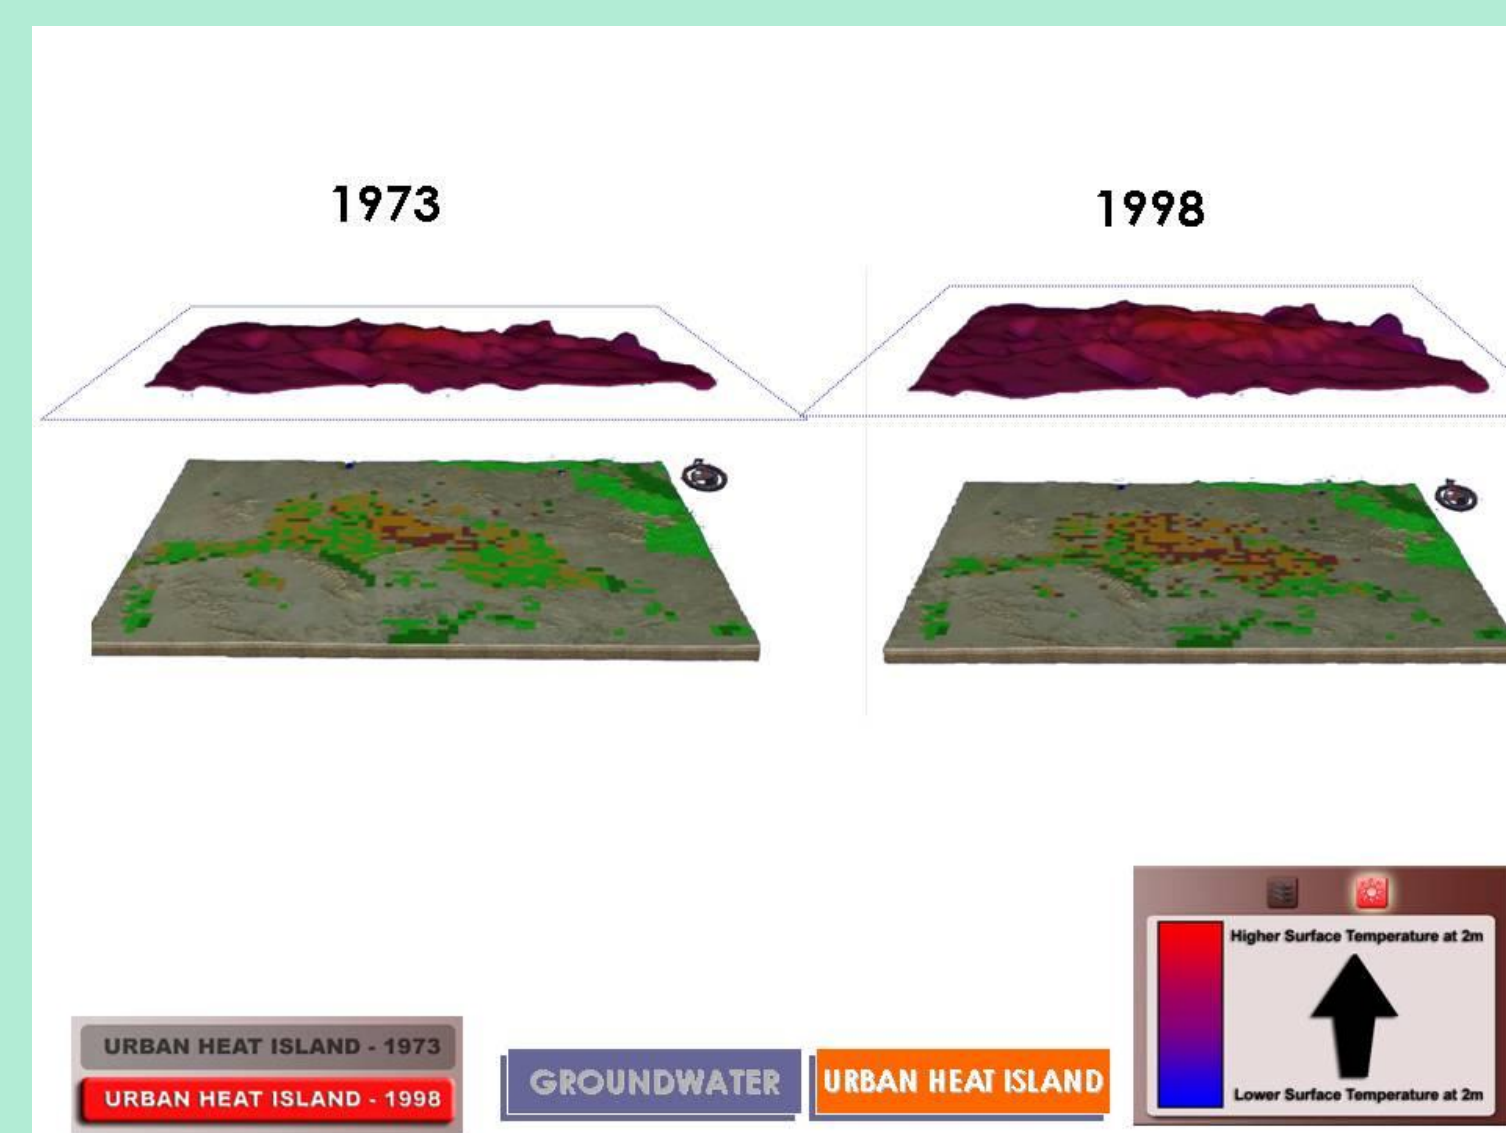 1973
1998
Higher Surface Temperature at 2m
Lower Surface Temperature at 2m
URBAN HEAT ISLAND - 1973
URBAN HEAT ISLAND - 1998
GROUNDWATER
URBAN HEAT ISLAND